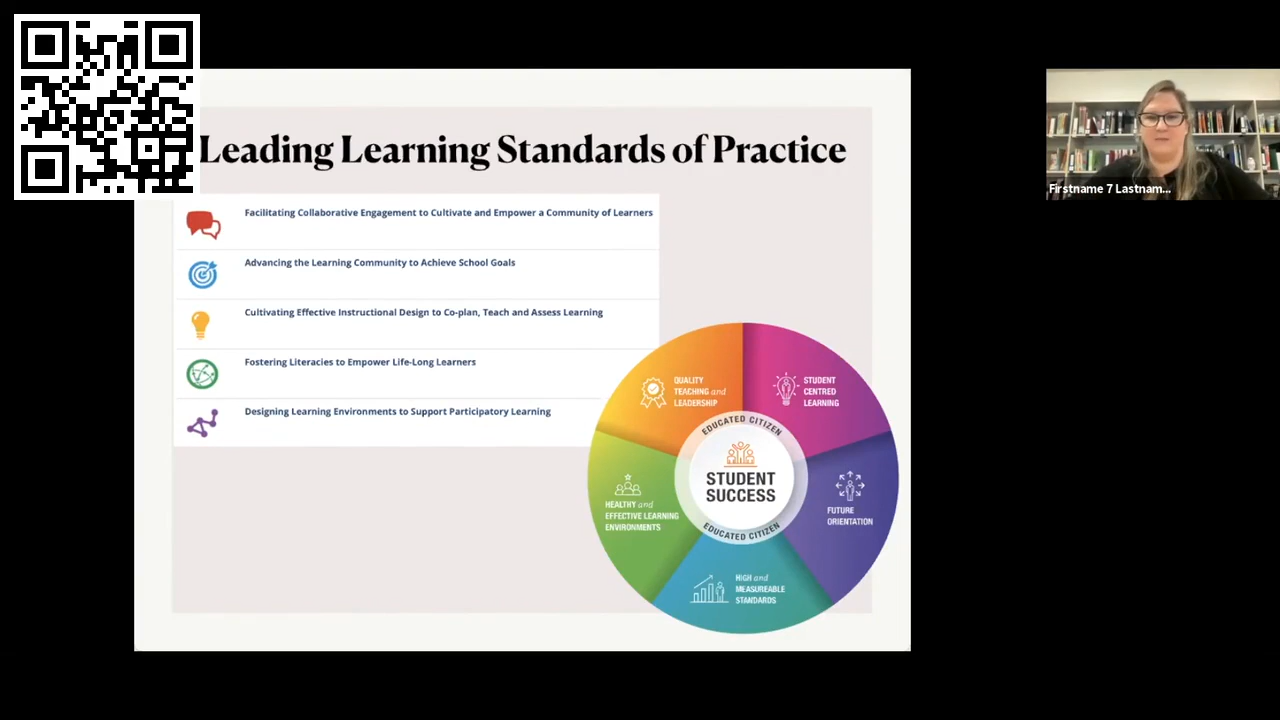 Leading Learning Standards of Practice
Facilitating Collaborative Engagement to Cultivate and Empower a Community of Learners
Advancing the Learning Community to Achieve School Goals
Cultivating Effective Instructional Design to Co-plan, Teach and Assess Learning
Fostering Literacies to Empower Life-Long Learners
Designing Learning Environments to Support Participatory Learning
QUALITY
TEACHING and
LEADERSHIP
STUDENT
CENTRED
LEARNING
EDUCATED CITIZEN
STUDENT
SUCCESS
EDUCATED CITIZEN
HEALTHY and
EFFECTIVE LEARNING
ENVIRONMENTS
FUTURE
ORIENTATION
HIGH and
MEASUREABLE
STANDARDS
Firstname 7 Lastnam...